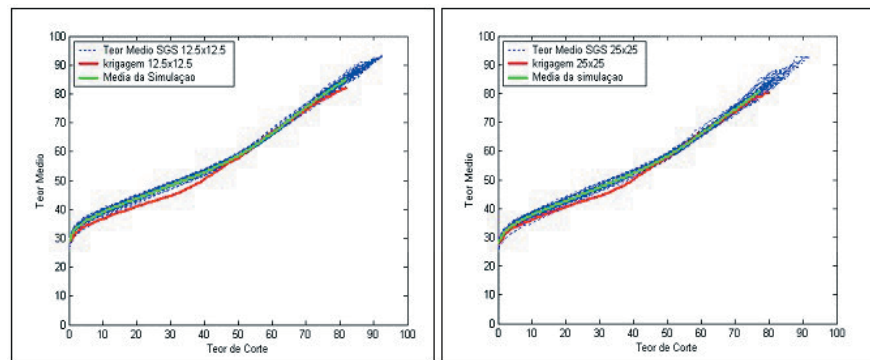 Teor Medio SGS 12.5x12.5
krigagem 12.5x12.5
Media da Simulaçao
100
90
80
70
60
50
40
30
20
10
0
Teor Medio
0 10 20 30 40 50 60 70 80 90 100
Teor de Corte
Teor Medio SGS 25x25
krigagem 25x25
Media da simulaçao
100
90
80
70
60
50
40
30
20
10
0
Teor Medio
0 10 20 30 40 50 60 70 80 90 100
Teor de Corte